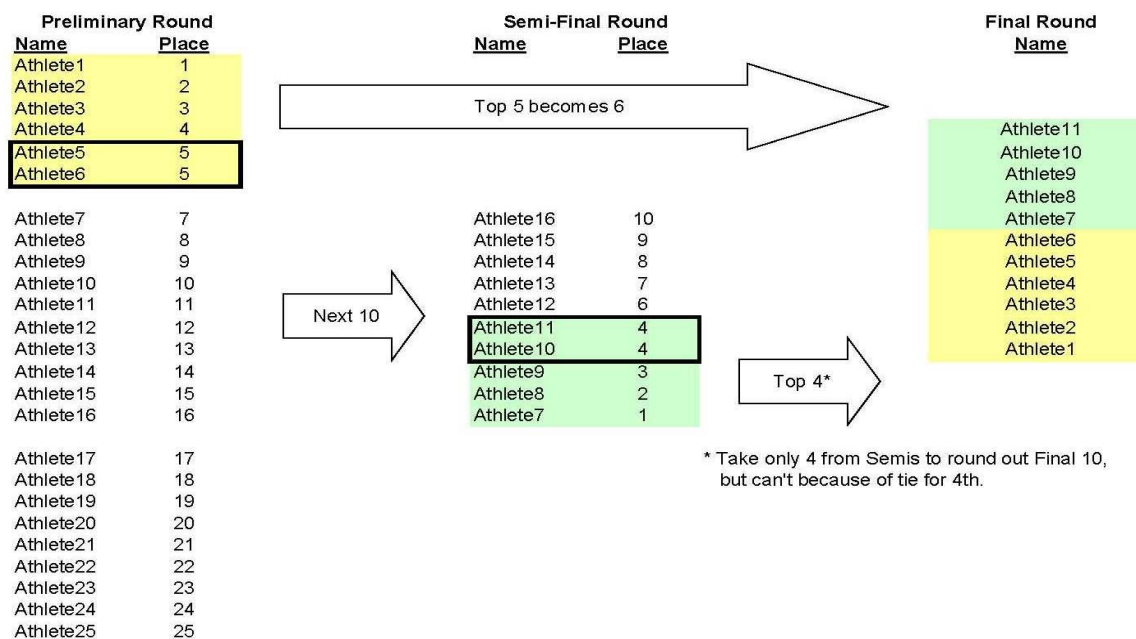 Preliminary Round
Name Place
Athlete1 1
Athlete2 2
Athlete3 3
Athlete4 4
Athlete5 5
Athlete6 5
Athlete7 7
Athlete8 8
Athlete9 9
Athlete10 10
Athlete11 11
Athlete12 12
Athlete13 13
Athlete14 14
Athlete15 15
Athlete16 16
Athlete17 17
Athlete18 18
Athlete19 19
Athlete20 20
Athlete21 21
Athlete22 22
Athlete23 23
Athlete24 24
Athlete25 25
Top 5 becomes 6
Next 10
Semi-Final Round
Name Place
Athlete16 10
Athlete15 9
Athlete14 8
Athlete13 7
Athlete12 6
Athlete11 4
Athlete10 4
Athlete9 3
Athlete8 2
Athlete7 1
Top 4*
* Take only 4 from Semis to round out Final 10,
but can't because of tie for 4th.
Final Round
Name
Athlete11
Athlete10
Athlete9
Athlete8
Athlete7
Athlete6
Athlete5
Athlete4
Athlete3
Athlete2
Athlete1